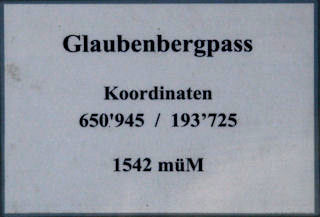 Glaubenbergpass
Koordinaten
650'945 / 193’725
1542 müM